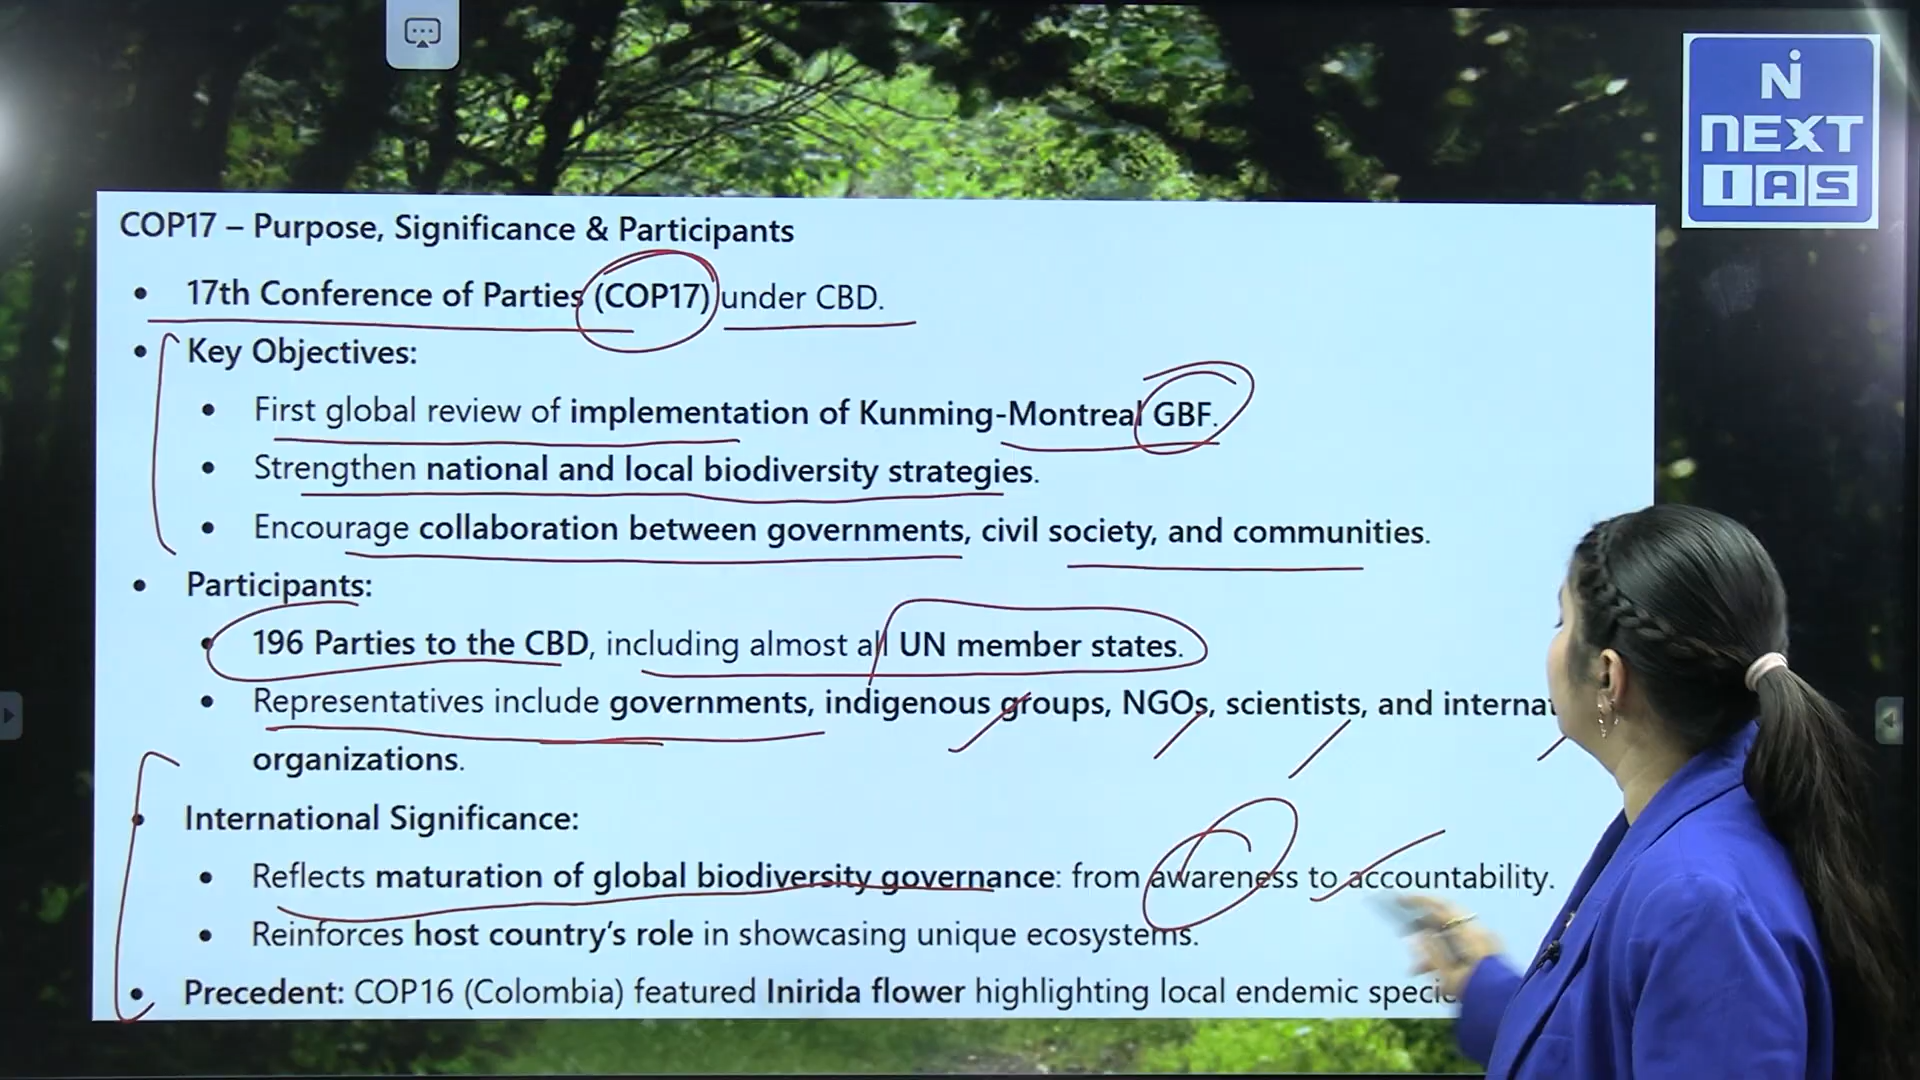 N
NEXT
IAS
COP17 – Purpose, Significance & Participants
• 17th Conference of Parties (COP17) under CBD.
• Key Objectives:
• First global review of implementation of Kunming-Montreal GBF.
• Strengthen national and local biodiversity strategies.
• Encourage collaboration between governments, civil society, and communities.
• Participants:
• 196 Parties to the CBD, including almost all UN member states.
• Representatives include governments, indigenous groups, NGOs, scientists, and
organizations.
• International Significance:
• Reflects maturation of global biodiversity governance: from awareness to accountability.
• Reinforces host country's role in showcasing unique ecosystems.
• Precedent: COP16 (Colombia) featured Inirida flower highlighting local endemic